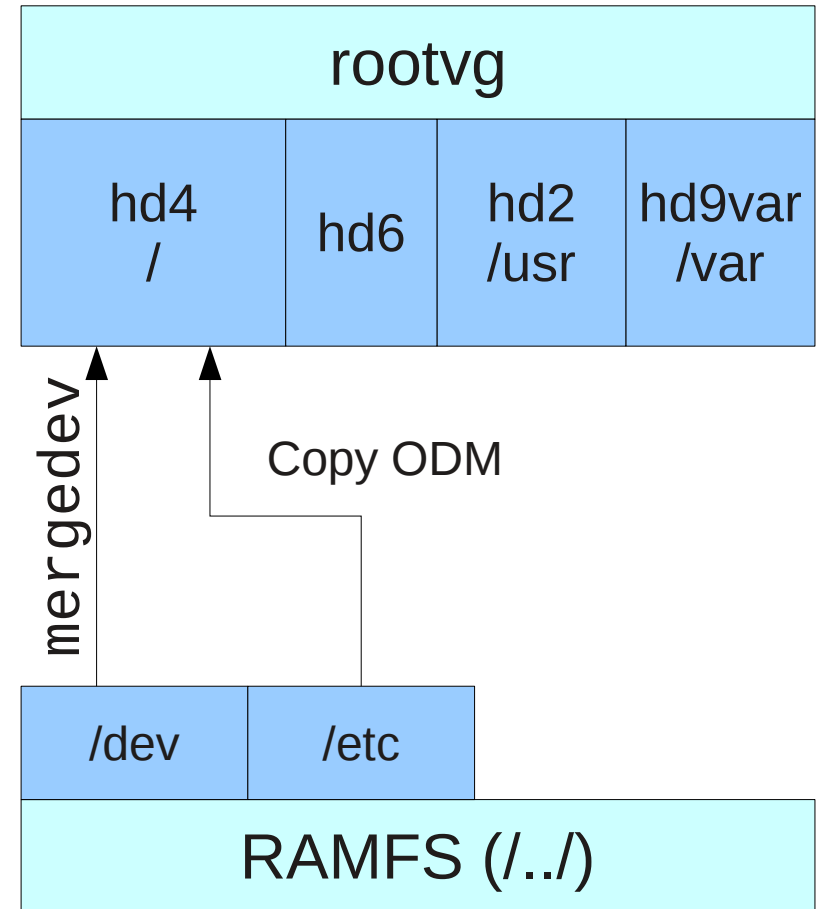 rootvg
hd4
/
hd6
hd2
/usr
hd9var
/var
mergedev
Copy ODM
/dev
/etc
RAMFS (/../)